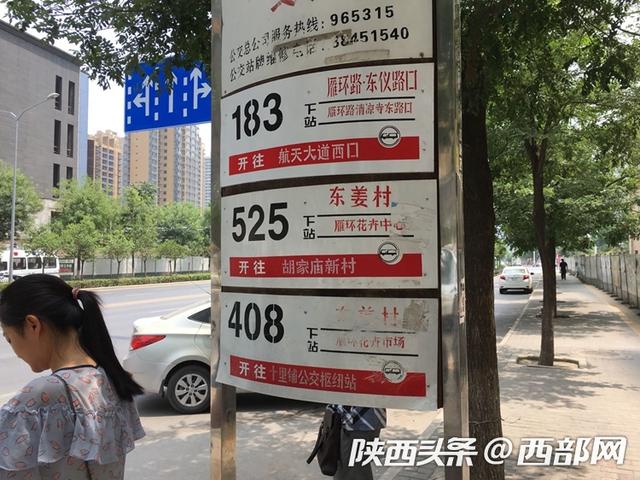 公交总公司服务热线：965315
公交站牌维修电话：38451540
183
下站
雁环路·东仪路口
雁环路清凉寺东路口
开往 航天大道西口
525
下站
东姜村
雁环花卉中心
开往 胡家庙新村
408
下站
东姜村
雁环花卉市场
开往 十里铺公交枢纽站
陕西头条 @西部网